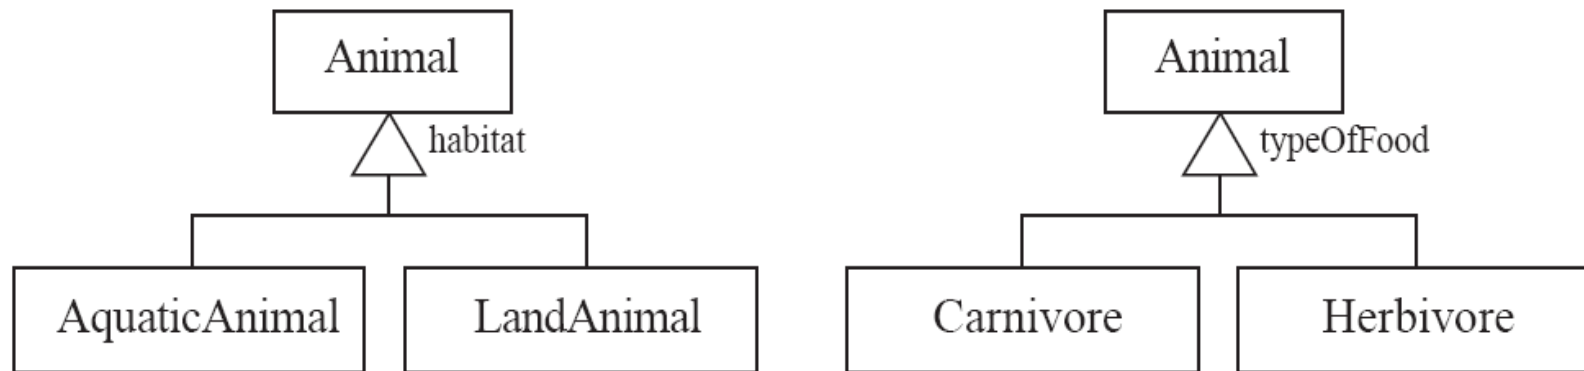 Animal
habitat
AquaticAnimal
LandAnimal
Animal
typeOfFood
Carnivore
Herbivore